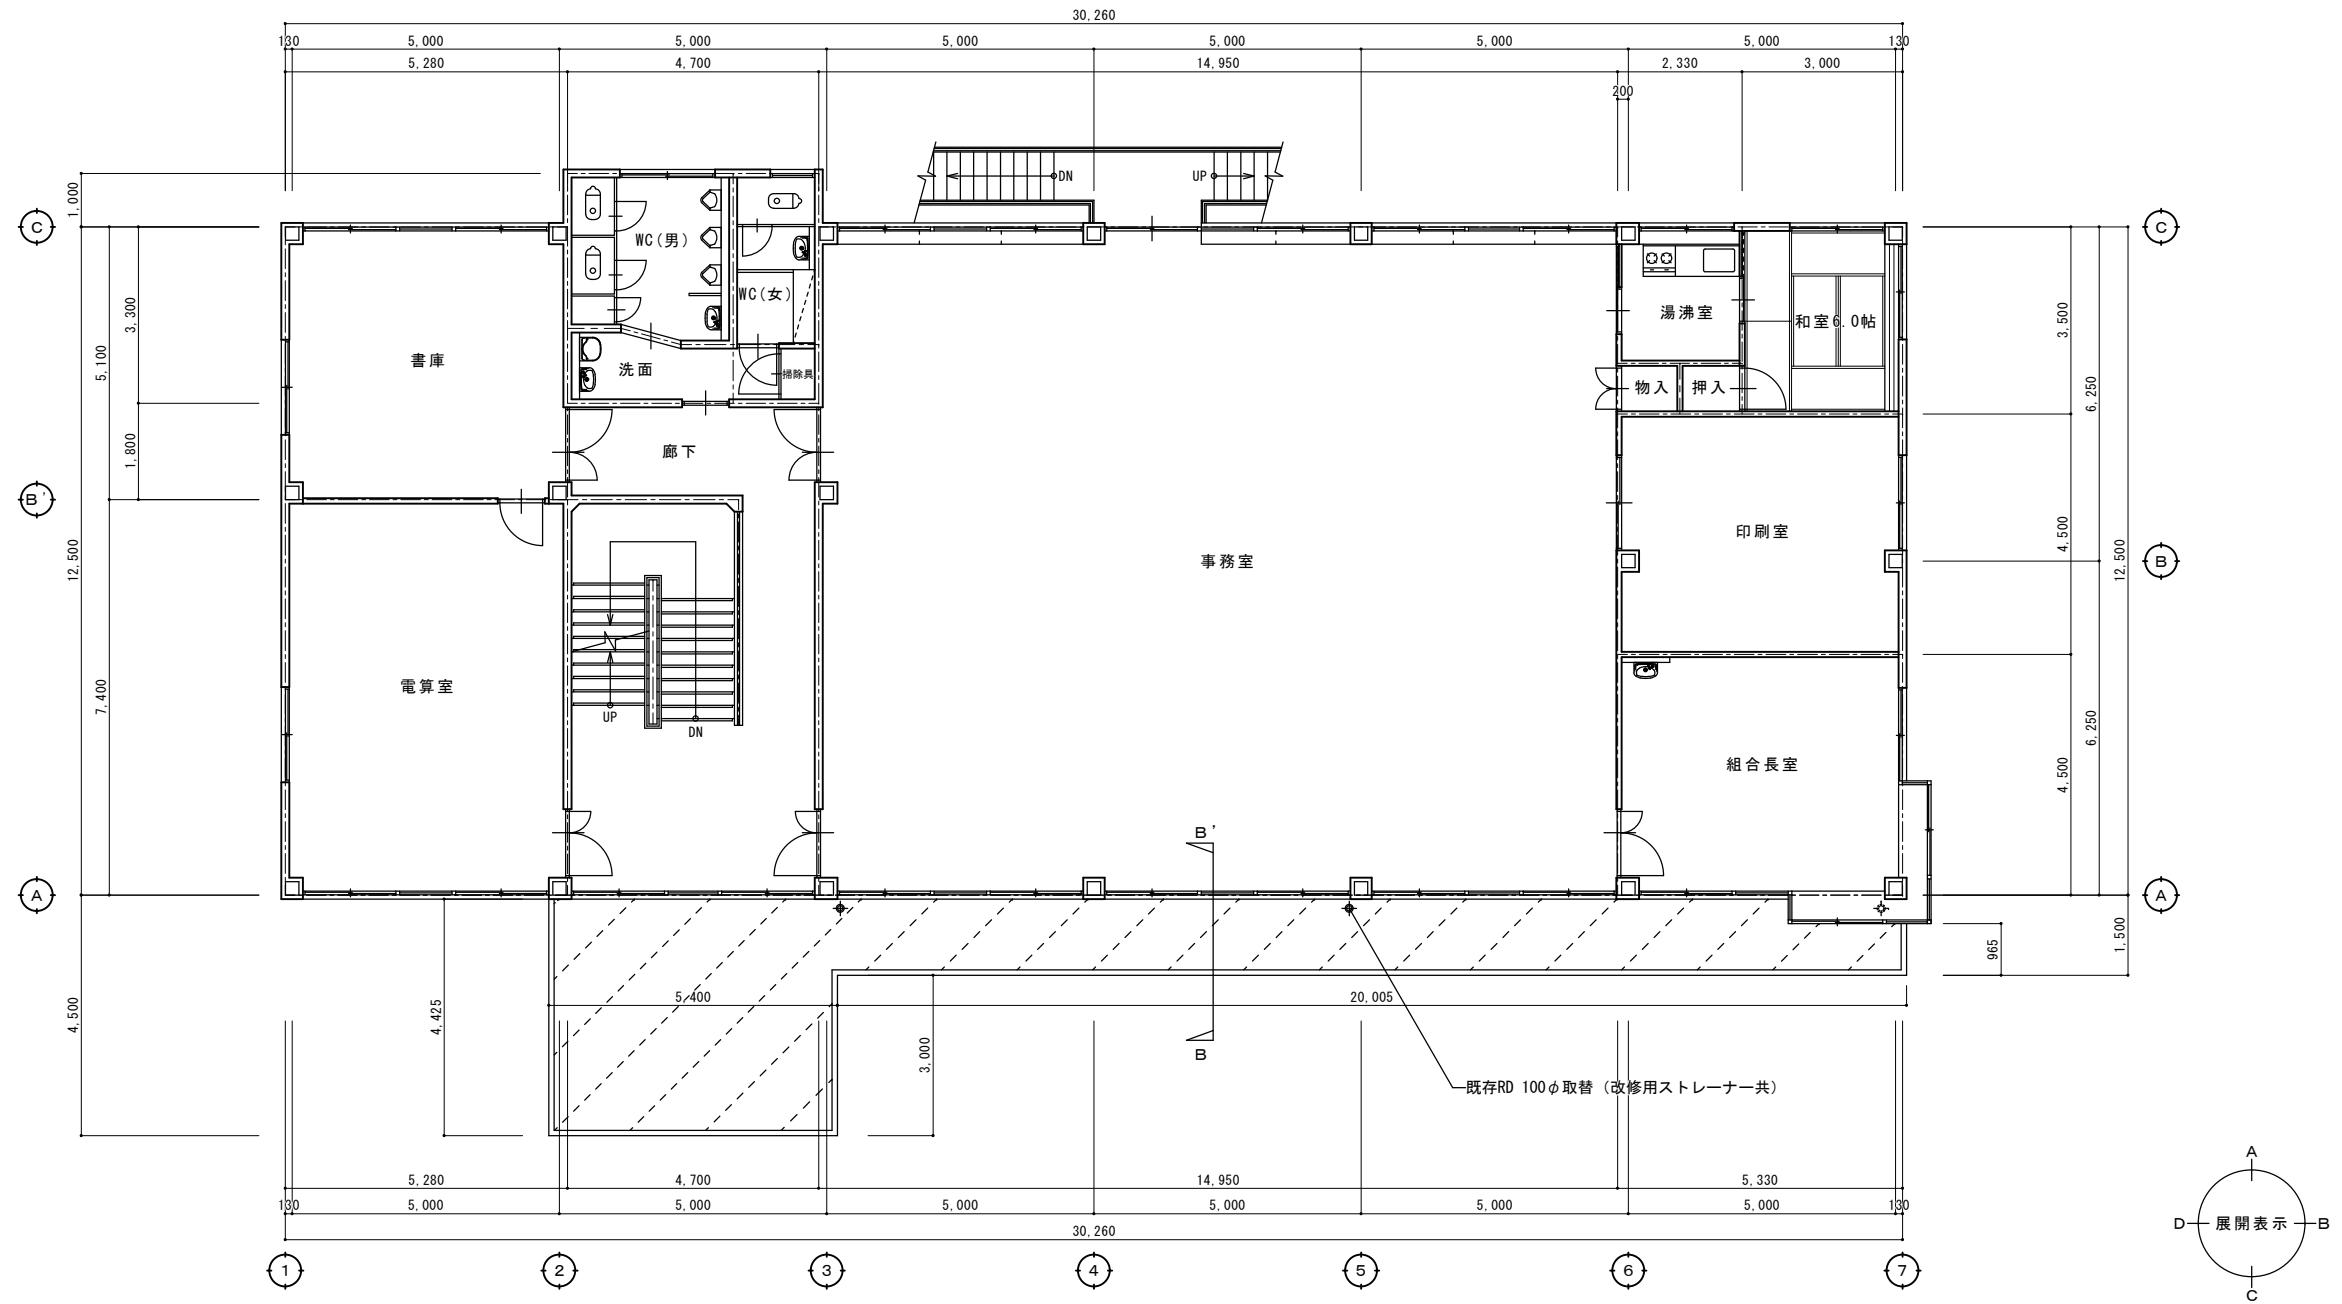 30,260
130 5,000 5,000 5,000 5,000 5,000 5,000 130
5,280 4,700 14,950 2,330 3,000
200
DN UP
1,000
C C
WC(男)
WC(女)
3,300
湯沸室 和室6.0帖
3,500
5,100
書庫
洗面
掃除具
物入 押入
6,250
1,800
廊下
B' 
印刷室
4,500
12,500
事務室
12,500
B
電算室
7,400
UP
DN
6,250
組合長室
4,500
B'
A A
965
1,500
4,500
4,425
5,400 20,005
3,000
B
既存RD 100φ取替（改修用ストレーナー共）
5,280 4,700 14,950 5,330
130 5,000 5,000 5,000 5,000 5,000 5,000 130
30,260
1 2 3 4 5 6 7
A
D 展開表示 B
C